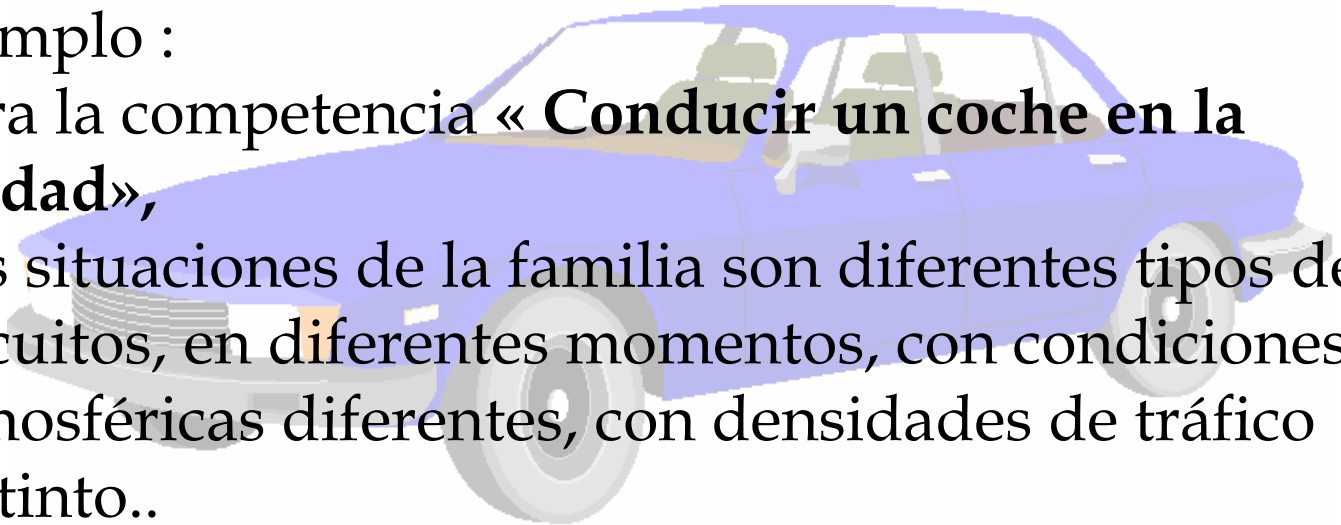 mplo :
ra la competencia « Conducir un coche en la
dad»,
s situaciones de la familia son diferentes tipos de
cuitos, en diferentes momentos, con condiciones
nosféricas diferentes, con densidades de tráfico
tinto..